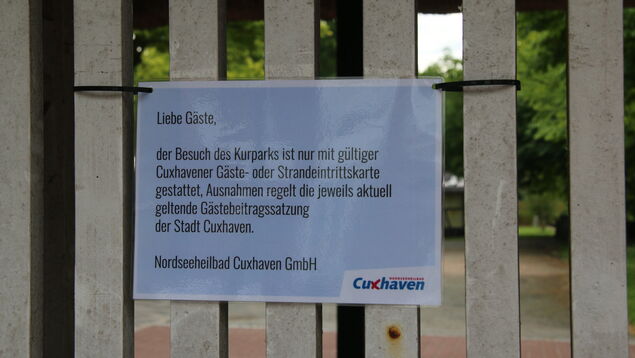 Liebe Gäste,
der Besuch des Kurparks ist nur mit gültiger
Cuxhavener Gäste- oder Strandeintrittskarte
gestattet, Ausnahmen regelt die jeweils aktuell
geltende Gästebeitragssatzung
der Stadt Cuxhaven.
Nordseeheilbad Cuxhaven GmbH
NORDSEEHEILBAD
Cuxhaven